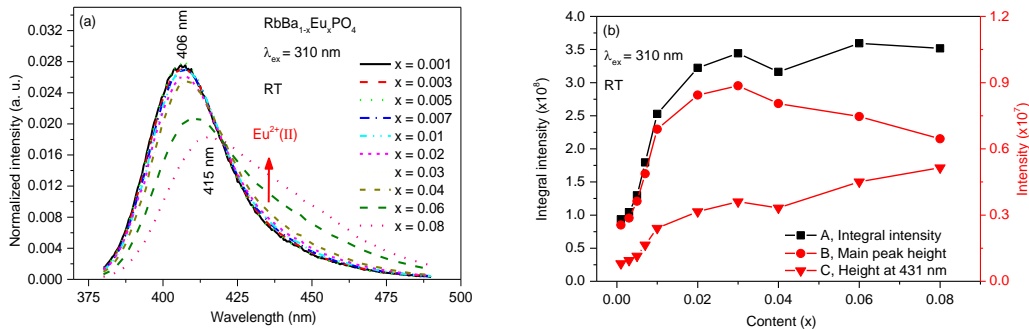 (a)
406 nm
RbBa₁₋ₓEuₓPO₄
λₑₓ = 310 nm
RT
x = 0.001
x = 0.003
x = 0.005
x = 0.007
x = 0.01
x = 0.02
x = 0.03
x = 0.04
x = 0.06
x = 0.08
Eu²⁺(II)
415 nm
Normalized intensity (a. u.)
0.028
0.024
0.020
0.016
0.012
0.008
0.004
0.000
375 400 425 450 475 500
Wavelength (nm)
(b)
λₑₓ = 310 nm
RT
A, Integral intensity
B, Main peak height
C, Height at 431 nm
Integral intensity (x10⁸)
4.0
3.5
3.0
2.5
2.0
1.5
1.0
0.5
0.0
0.00 0.02 0.04 0.06 0.08
Content (x)
1.2
0.9
0.6
0.3
0.0
Intensity (x10⁷)